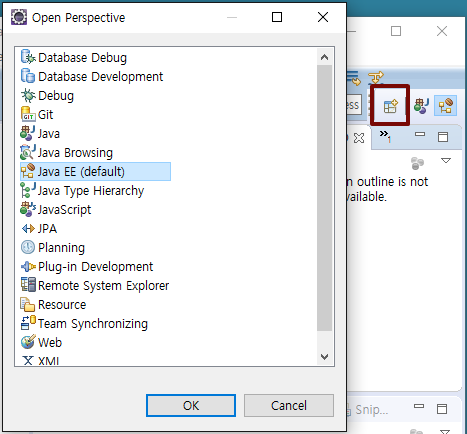 Open Perspective
Database Debug
Database Development
Debug
Git
Java
Java Browsing
Java EE (default)
Java Type Hierarchy
JavaScript
JPA
Planning
Plug-in Development
Remote System Explorer
Resource
Team Synchronizing
Web
XML
OK
Cancel
ess
1
n outline is not
vailable.
Snip...
GIT